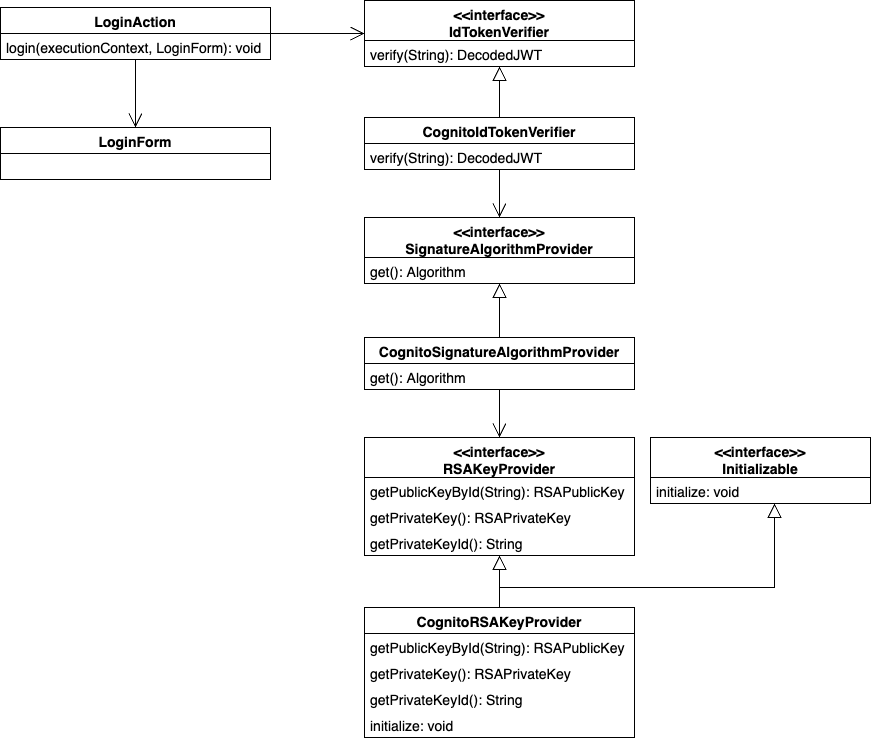 LoginAction
login(executionContext, LoginForm): void
<<interface>>
IdTokenVerifier
verify(String): DecodedJWT
LoginForm
CognitoIdTokenVerifier
verify(String): DecodedJWT
<<interface>>
SignatureAlgorithmProvider
get(): Algorithm
CognitoSignatureAlgorithmProvider
get(): Algorithm
<<interface>>
RSAKeyProvider
getPublicKeyById(String): RSAPublicKey
getPrivateKey(): RSAPrivateKey
getPrivateKeyId(): String
<<interface>>
Initializable
initialize: void
CognitoRSAKeyProvider
getPublicKeyById(String): RSAPublicKey
getPrivateKey(): RSAPrivateKey
getPrivateKeyId(): String
initialize: void